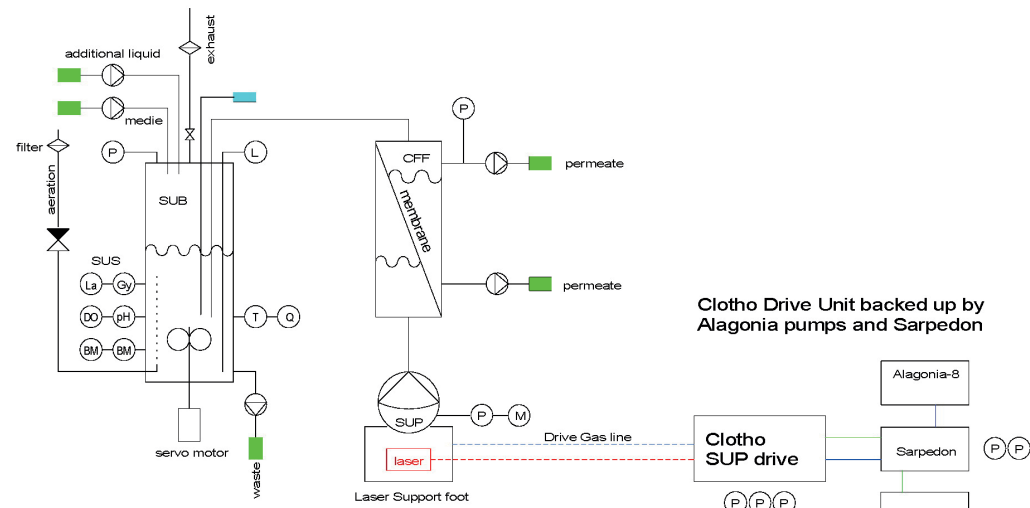 exhaust
additional liquid
medie
filter
aeration
P
L
SUB
SUS
La
Gy
DO
pH
BM
BM
T
Q
servo motor
waste
P
CFF
membrane
permeate
permeate
SUP
P
M
laser
Laser Support foot
Drive Gas line
Clotho Drive Unit backed up by
Alagonia pumps and Sarpedon
Clotho
SUP drive
P
P
P
Alagonia-8
Sarpedon
P
P